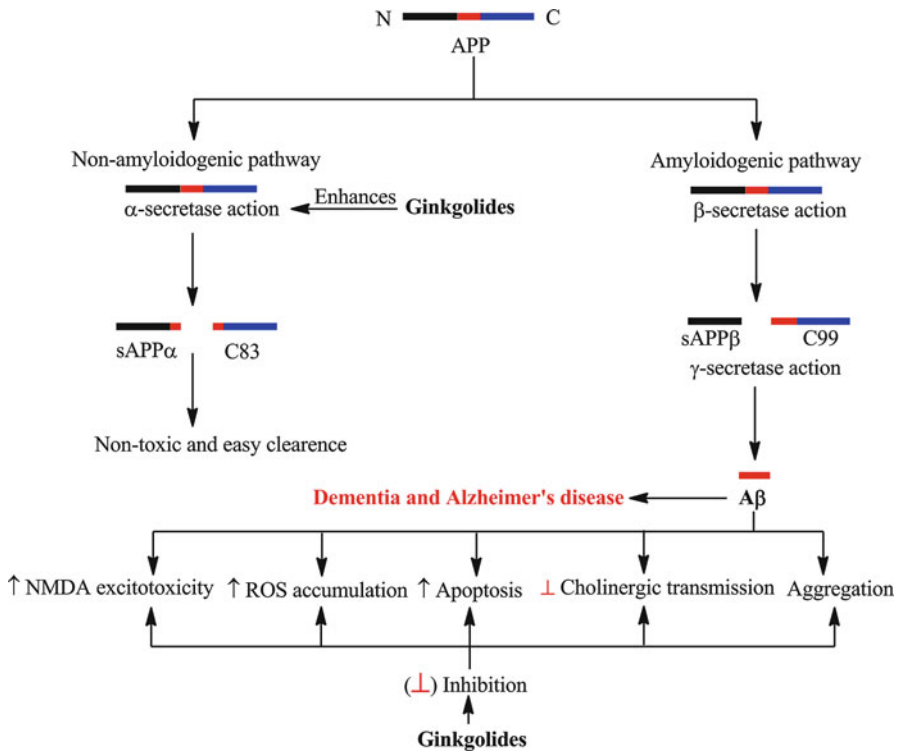 N C
APP
Non-amyloidogenic pathway
Amyloidogenic pathway
α-secretase action
Enhances
Ginkgolides
β-secretase action
sAPPα C83
sAPPβ C99
γ-secretase action
Non-toxic and easy clearence
Dementia and Alzheimer's disease
Aβ
↑ NMDA excitotoxicity
↑ ROS accumulation
↑ Apoptosis
⊥ Cholinergic transmission
Aggregation
(⊥) Inhibition
Ginkgolides